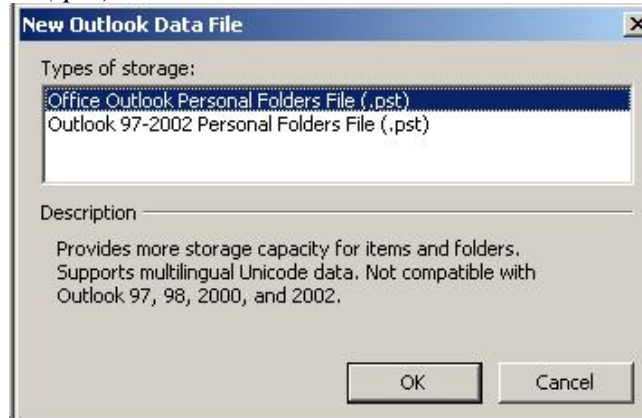 New Outlook Data File
Types of storage:
Office Outlook Personal Folders File (.pst)
Outlook 97-2002 Personal Folders File (.pst)
Description
Provides more storage capacity for items and folders.
Supports multilingual Unicode data. Not compatible with
Outlook 97, 98, 2000, and 2002.
OK
Cancel